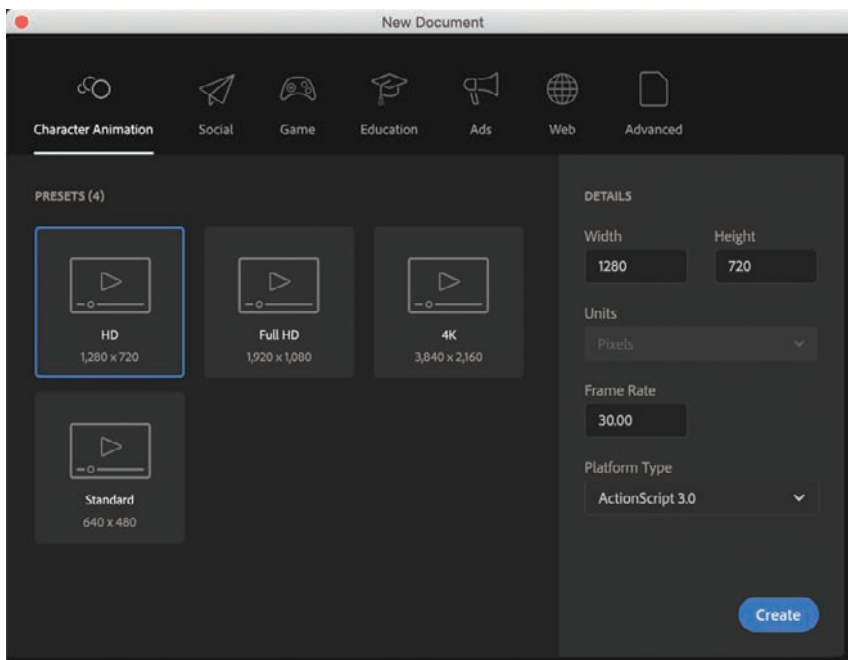 New Document
Character Animation
Social
Game
Education
Ads
Web
Advanced
PRESETS (4)
HD
1,280 x 720
Full HD
1,920 x 1,080
4K
3,840 x 2,160
Standard
640 x 480
DETAILS
Width
Height
1280
720
Units
Pixels
Frame Rate
30.00
Platform Type
ActionScript 3.0
Create